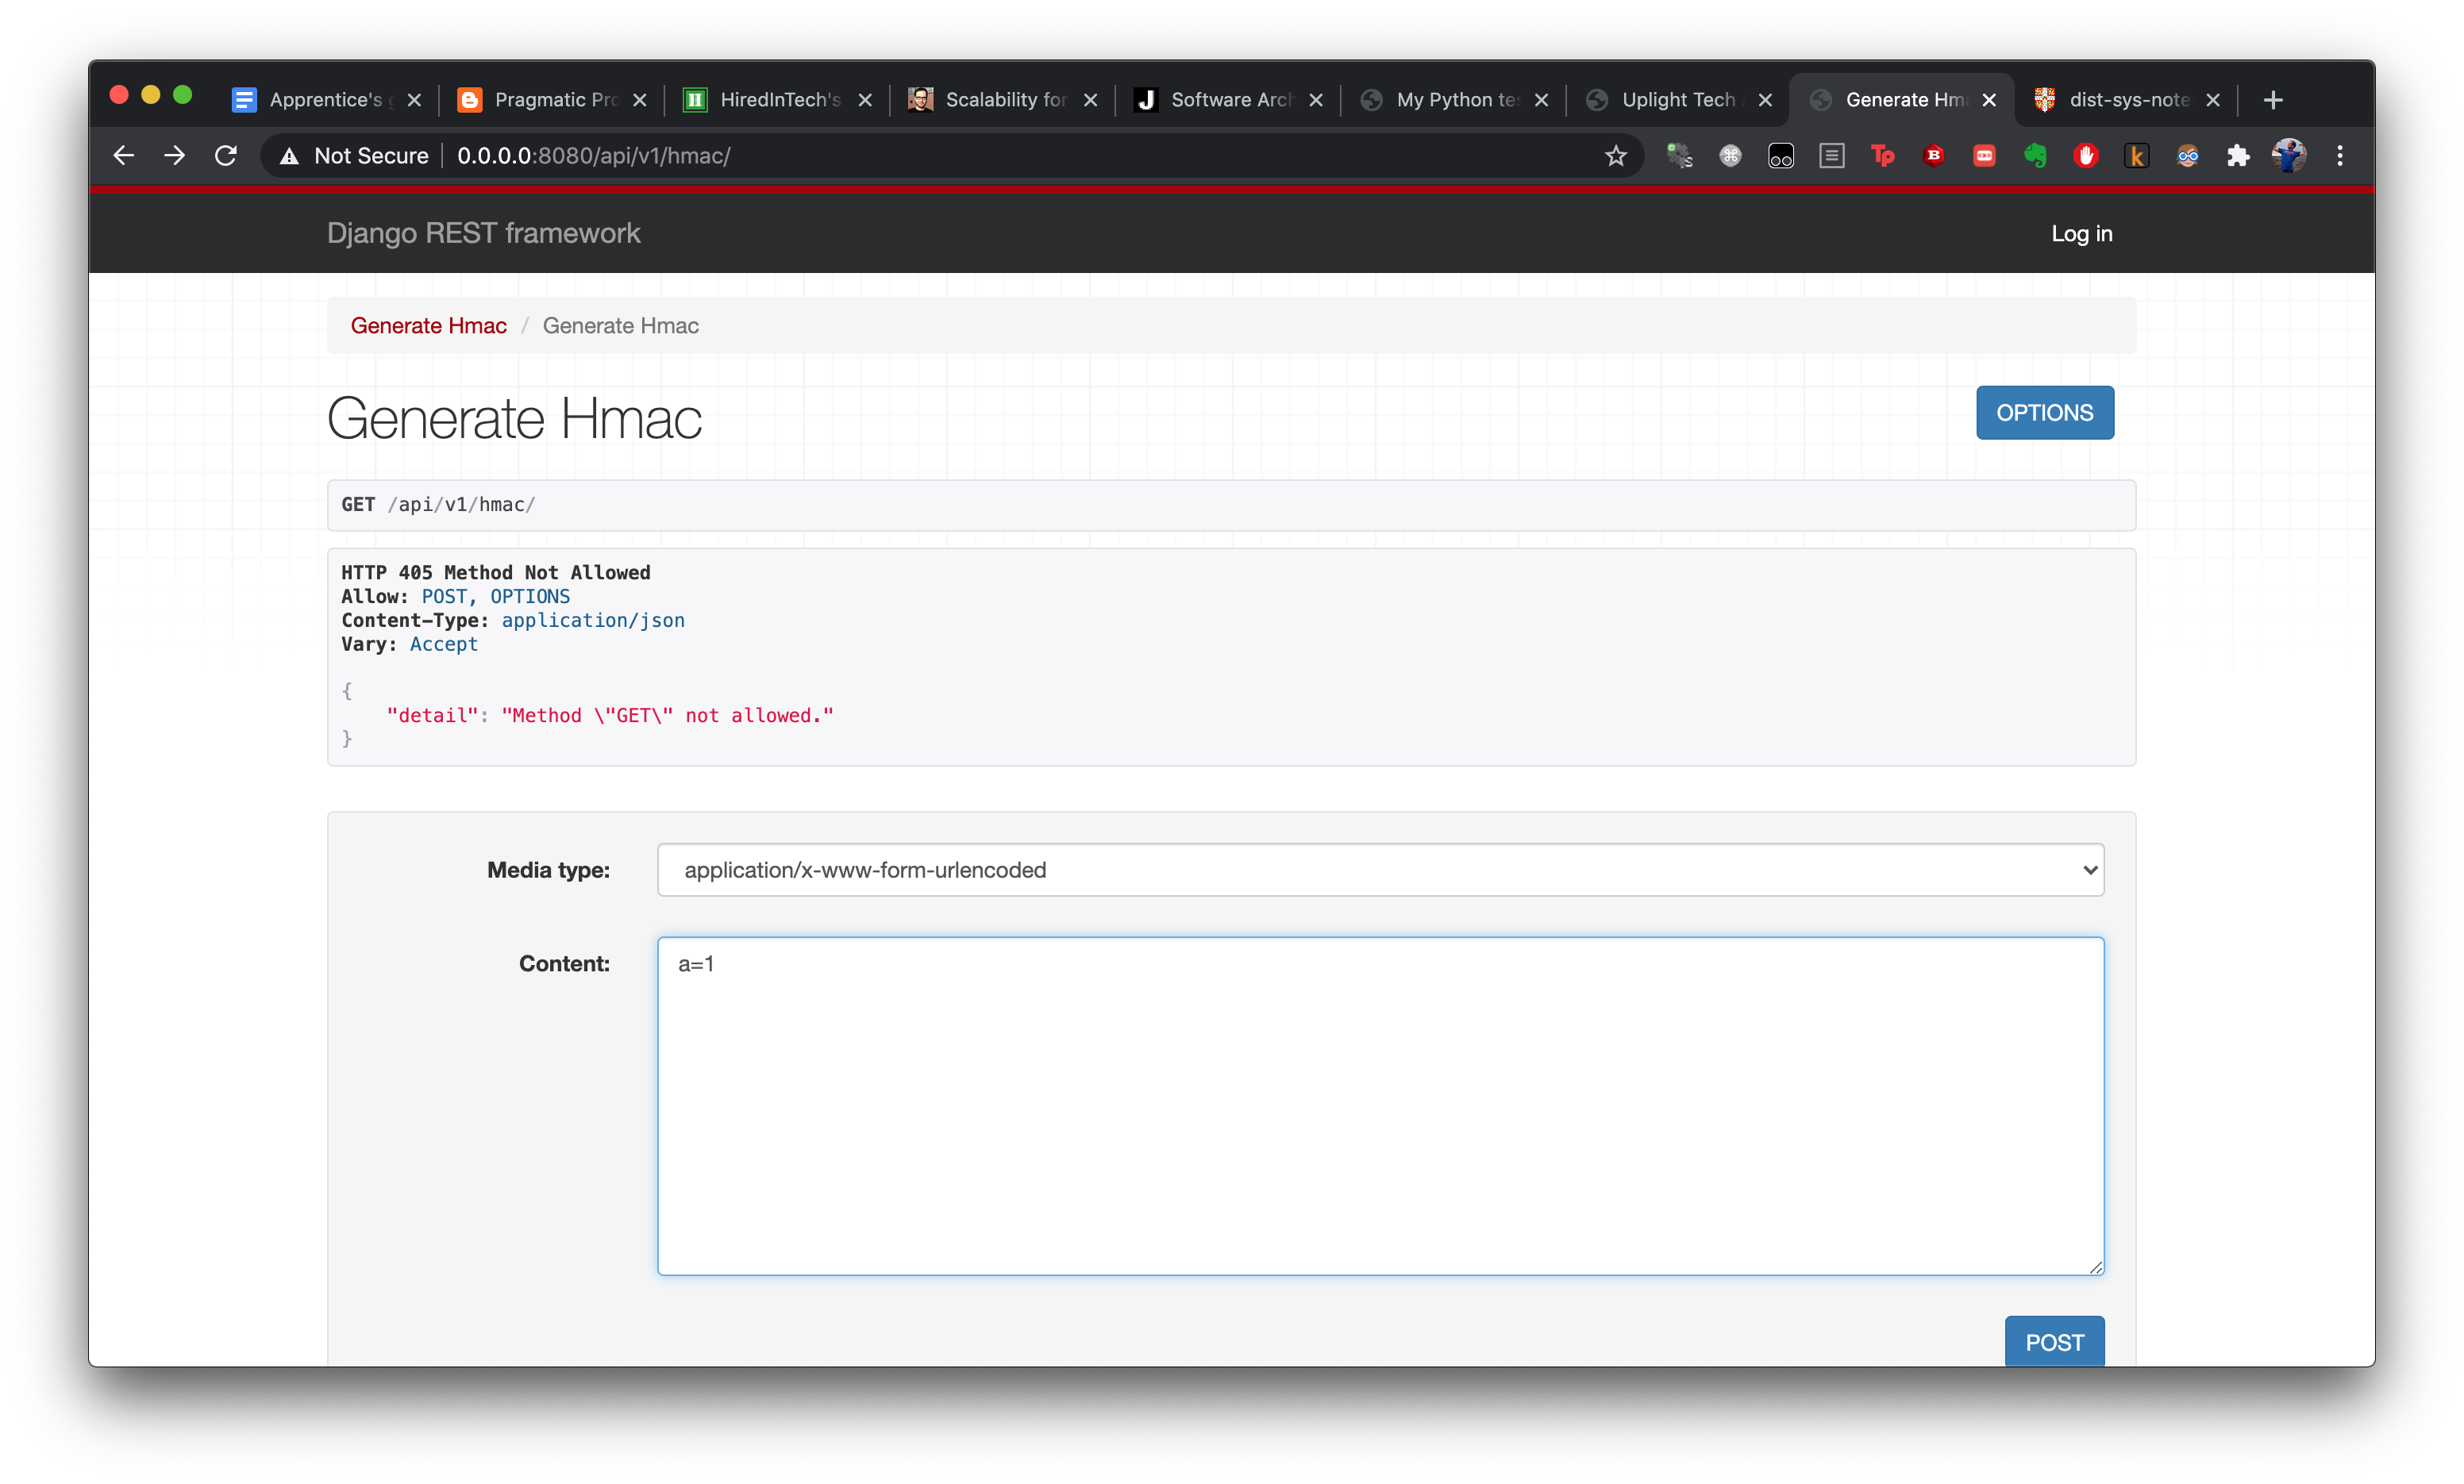 Apprentice's
Pragmatic Pro
HiredInTech's
Scalability for
Software Arch
My Python tes
Uplight Tech
Generate Hm
dist-sys-note
Not Secure
0.0.0.0:8080/api/v1/hmac/
Django REST framework
Log in
Generate Hmac / Generate Hmac
Generate Hmac
OPTIONS
GET /api/v1/hmac/
HTTP 405 Method Not Allowed
Allow: POST, OPTIONS
Content-Type: application/json
Vary: Accept
{
"detail": "Method \"GET\" not allowed."
}
Media type:
application/x-www-form-urlencoded
Content:
a=1
POST